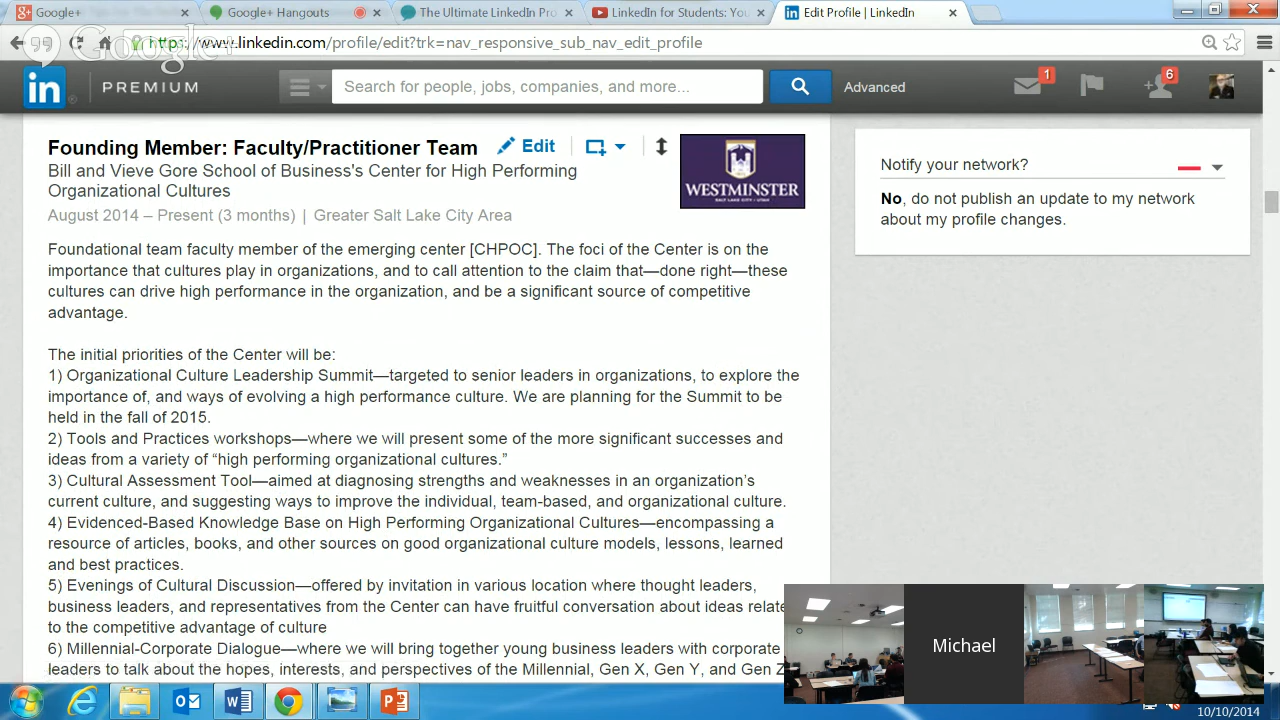 Google+
Google+ Hangouts
The Ultimate LinkedIn Pro
LinkedIn for Students: You
Edit Profile | LinkedIn
Google+
https://www.linkedin.com/profile/edit?trk=nav_responsive_sub_nav_edit_profile
in
PREMIUM
Search for people, jobs, companies, and more...
Advanced
1
6
Founding Member: Faculty/Practitioner Team
Edit
Bill and Vieve Gore School of Business's Center for High Performing
Organizational Cultures
August 2014 – Present (3 months) | Greater Salt Lake City Area
WESTMINSTER
SALT LAKE CITY · UTAH
Notify your network?
No, do not publish an update to my network
about my profile changes.
Foundational team faculty member of the emerging center [CHPOC]. The foci of the Center is on the
importance that cultures play in organizations, and to call attention to the claim that—done right—these
cultures can drive high performance in the organization, and be a significant source of competitive
advantage.
The initial priorities of the Center will be:
1) Organizational Culture Leadership Summit—targeted to senior leaders in organizations, to explore the
importance of, and ways of evolving a high performance culture. We are planning for the Summit to be
held in the fall of 2015.
2) Tools and Practices workshops—where we will present some of the more significant successes and
ideas from a variety of “high performing organizational cultures.”
3) Cultural Assessment Tool—aimed at diagnosing strengths and weaknesses in an organization’s
current culture, and suggesting ways to improve the individual, team-based, and organizational culture.
4) Evidenced-Based Knowledge Base on High Performing Organizational Cultures—encompassing a
resource of articles, books, and other sources on good organizational culture models, lessons, learned
and best practices.
5) Evenings of Cultural Discussion—offered by invitation in various location where thought leaders,
business leaders, and representatives from the Center can have fruitful conversation about ideas relate
to the competitive advantage of culture
6) Millennial-Corporate Dialogue—where we will bring together young business leaders with corporate
leaders to talk about the hopes, interests, and perspectives of the Millennial, Gen X, Gen Y, and Gen Z
Michael
10/10/2014